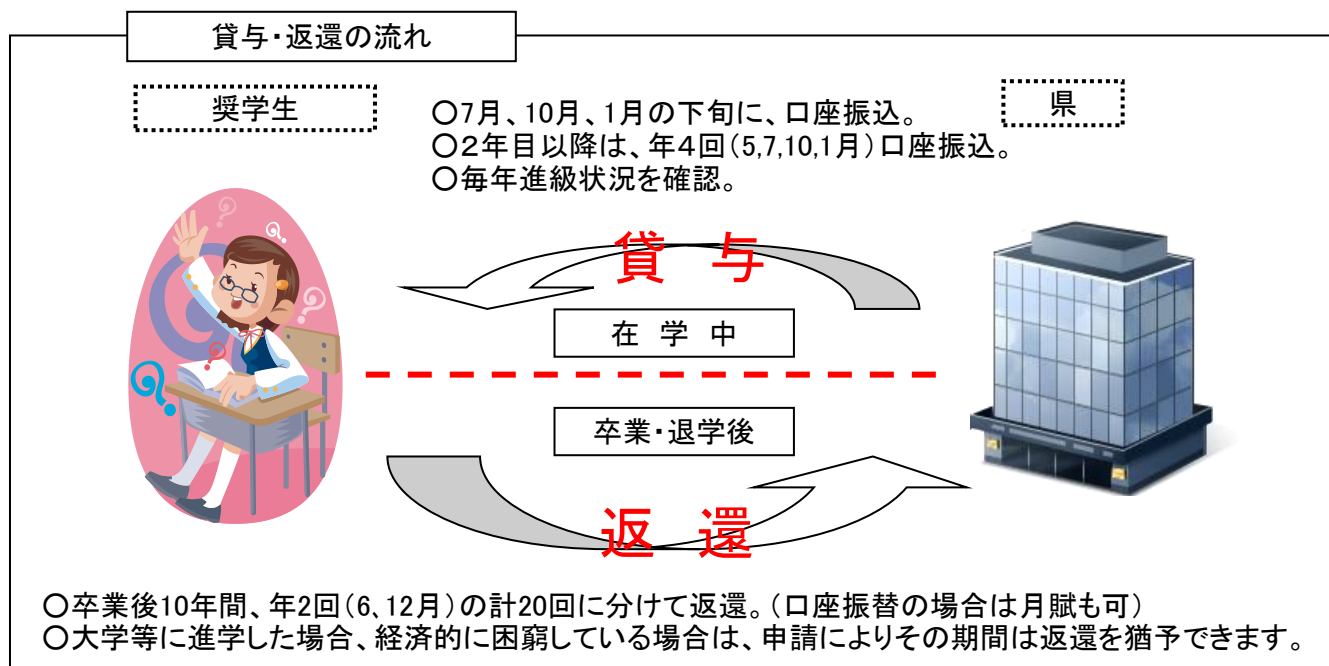 貸与・返還の流れ
奨学生
〇7月、10月、1月の下旬に、口座振込。
〇２年目以降は、年４回（5,7,10,1月）口座振込。
〇毎年進級状況を確認。
県
貸 与
在 学 中
卒業・退学後
返 還
〇卒業後10年間、年2回（6、12月）の計20回に分けて返還。（口座振替の場合は月賦も可）
〇大学等に進学した場合、経済的に困窮している場合は、申請によりその期間は返還を猶予できます。